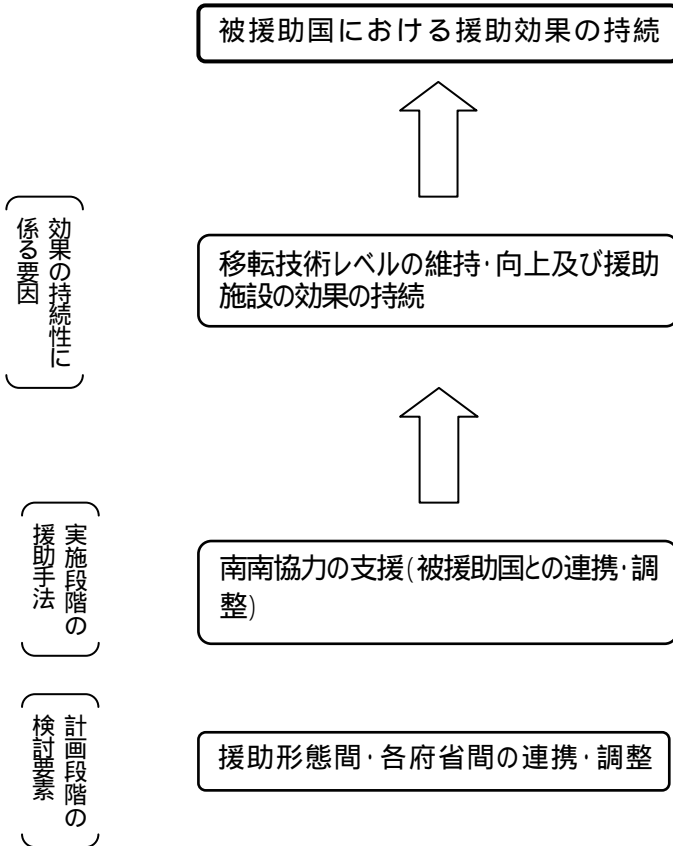 被援助国における援助効果の持続
効果の持続性に
係る要因
移転技術レベルの維持・向上及び援助
施設の効果の持続
実施段階の
援助手法
南南協力の支援(被援助国との連携・調
整)
計画段階の
検討要素
援助形態間・各府省間の連携・調整